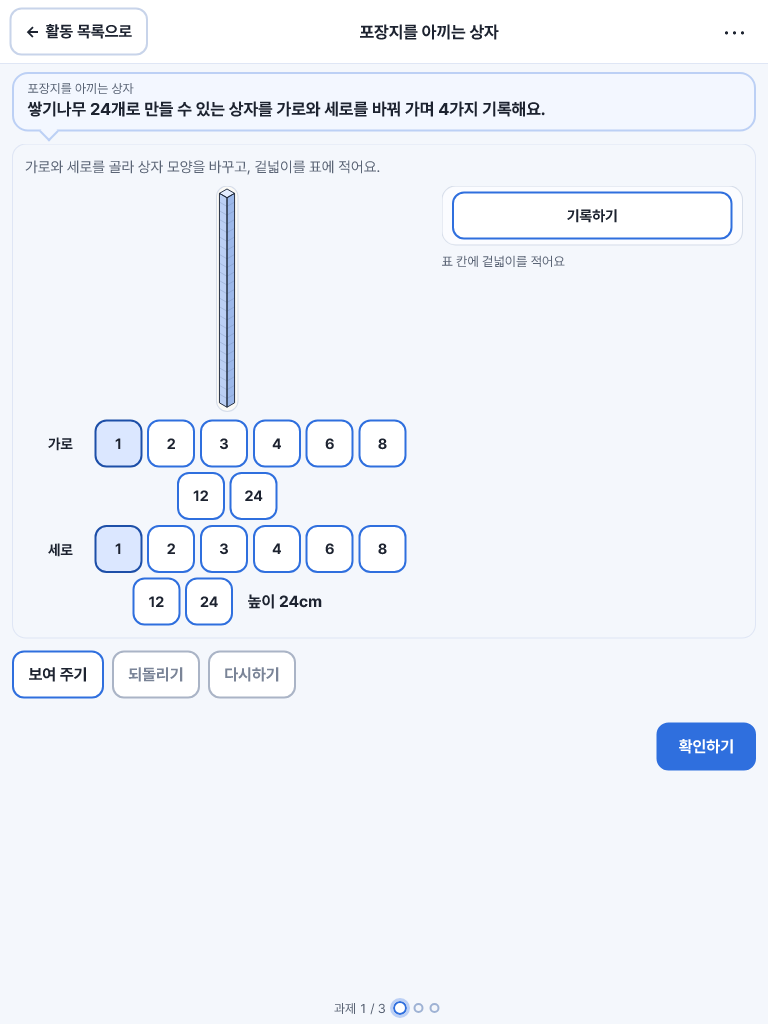 ← 활동 목록으로
포장지를 아끼는 상자
포장지를 아끼는 상자
쌓기나무 24개로 만들 수 있는 상자를 가로와 세로를 바꿔 가며 4가지 기록해요.
가로와 세로를 골라 상자 모양을 바꾸고, 겉넓이를 표에 적어요.
기록하기
표 칸에 겉넓이를 적어요
가로 1 2 3 4 6 8
12 24
세로 1 2 3 4 6 8
12 24 높이 24cm
보여 주기 되돌리기 다시하기
확인하기
과제 1 / 3